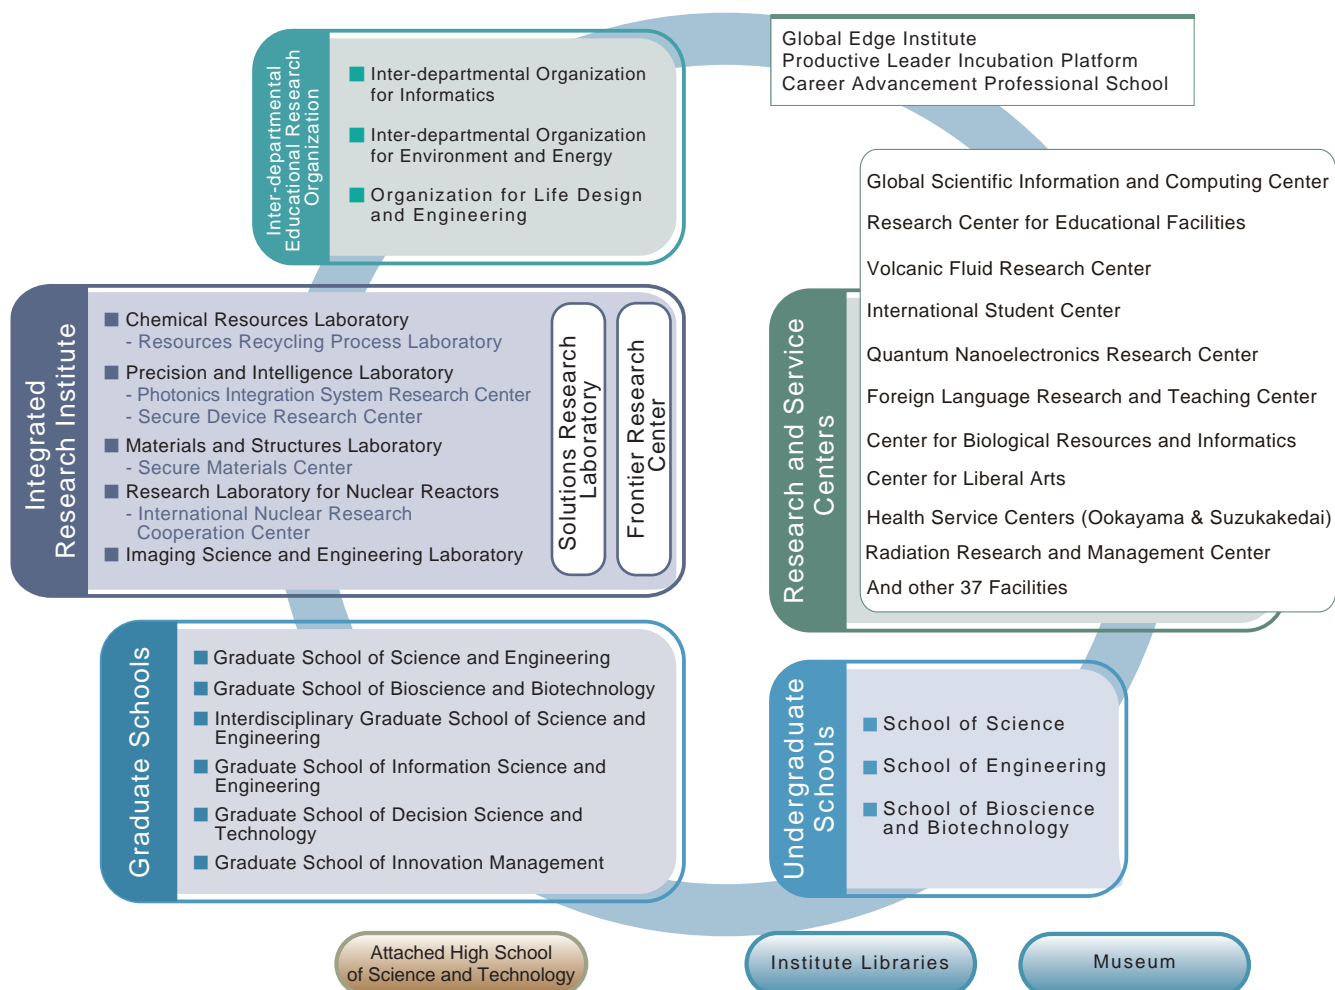 Inter-departmental
Educational Research
Organization
Inter-departmental Organization
for Informatics
Inter-departmental Organization
for Environment and Energy
Organization for Life Design
and Engineering
Global Edge Institute
Productive Leader Incubation Platform
Career Advancement Professional School
Integrated
Research Institute
Chemical Resources Laboratory
- Resources Recycling Process Laboratory
Precision and Intelligence Laboratory
- Photonics Integration System Research Center
- Secure Device Research Center
Materials and Structures Laboratory
- Secure Materials Center
Research Laboratory for Nuclear Reactors
- International Nuclear Research
Cooperation Center
Imaging Science and Engineering Laboratory
Solutions Research
Laboratory
Frontier Research
Center
Research and Service
Centers
Global Scientific Information and Computing Center
Research Center for Educational Facilities
Volcanic Fluid Research Center
International Student Center
Quantum Nanoelectronics Research Center
Foreign Language Research and Teaching Center
Center for Biological Resources and Informatics
Center for Liberal Arts
Health Service Centers (Ookayama & Suzukakedai)
Radiation Research and Management Center
And other 37 Facilities
Graduate Schools
Graduate School of Science and Engineering
Graduate School of Bioscience and Biotechnology
Interdisciplinary Graduate School of Science and
Engineering
Graduate School of Information Science and
Engineering
Graduate School of Decision Science and
Technology
Graduate School of Innovation Management
Undergraduate
Schools
School of Science
School of Engineering
School of Bioscience
and Biotechnology
Attached High School
of Science and Technology
Institute Libraries
Museum